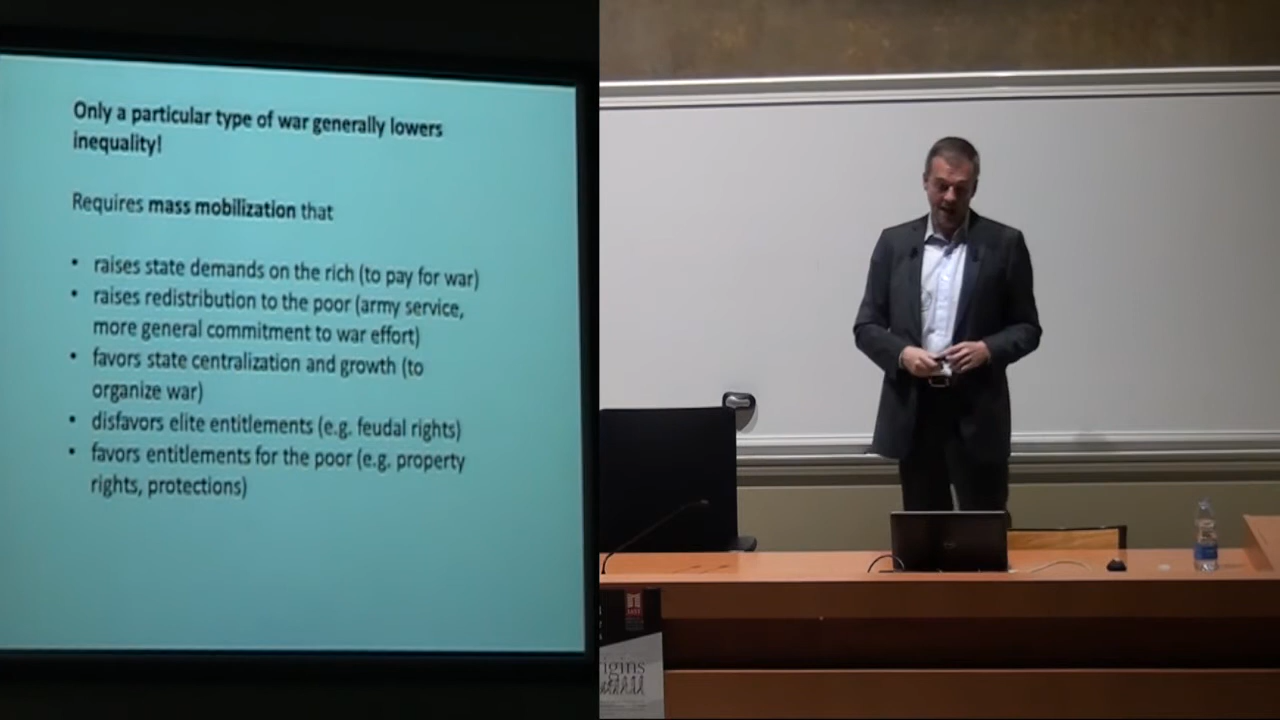 Only a particular type of war generally lowers
inequality!
Requires mass mobilization that
• raises state demands on the rich (to pay for war)
• raises redistribution to the poor (army service,
more general commitment to war effort)
• favors state centralization and growth (to
organize war)
• disfavors elite entitlements (e.g. feudal rights)
• favors entitlements for the poor (e.g. property
rights, protections)
igins